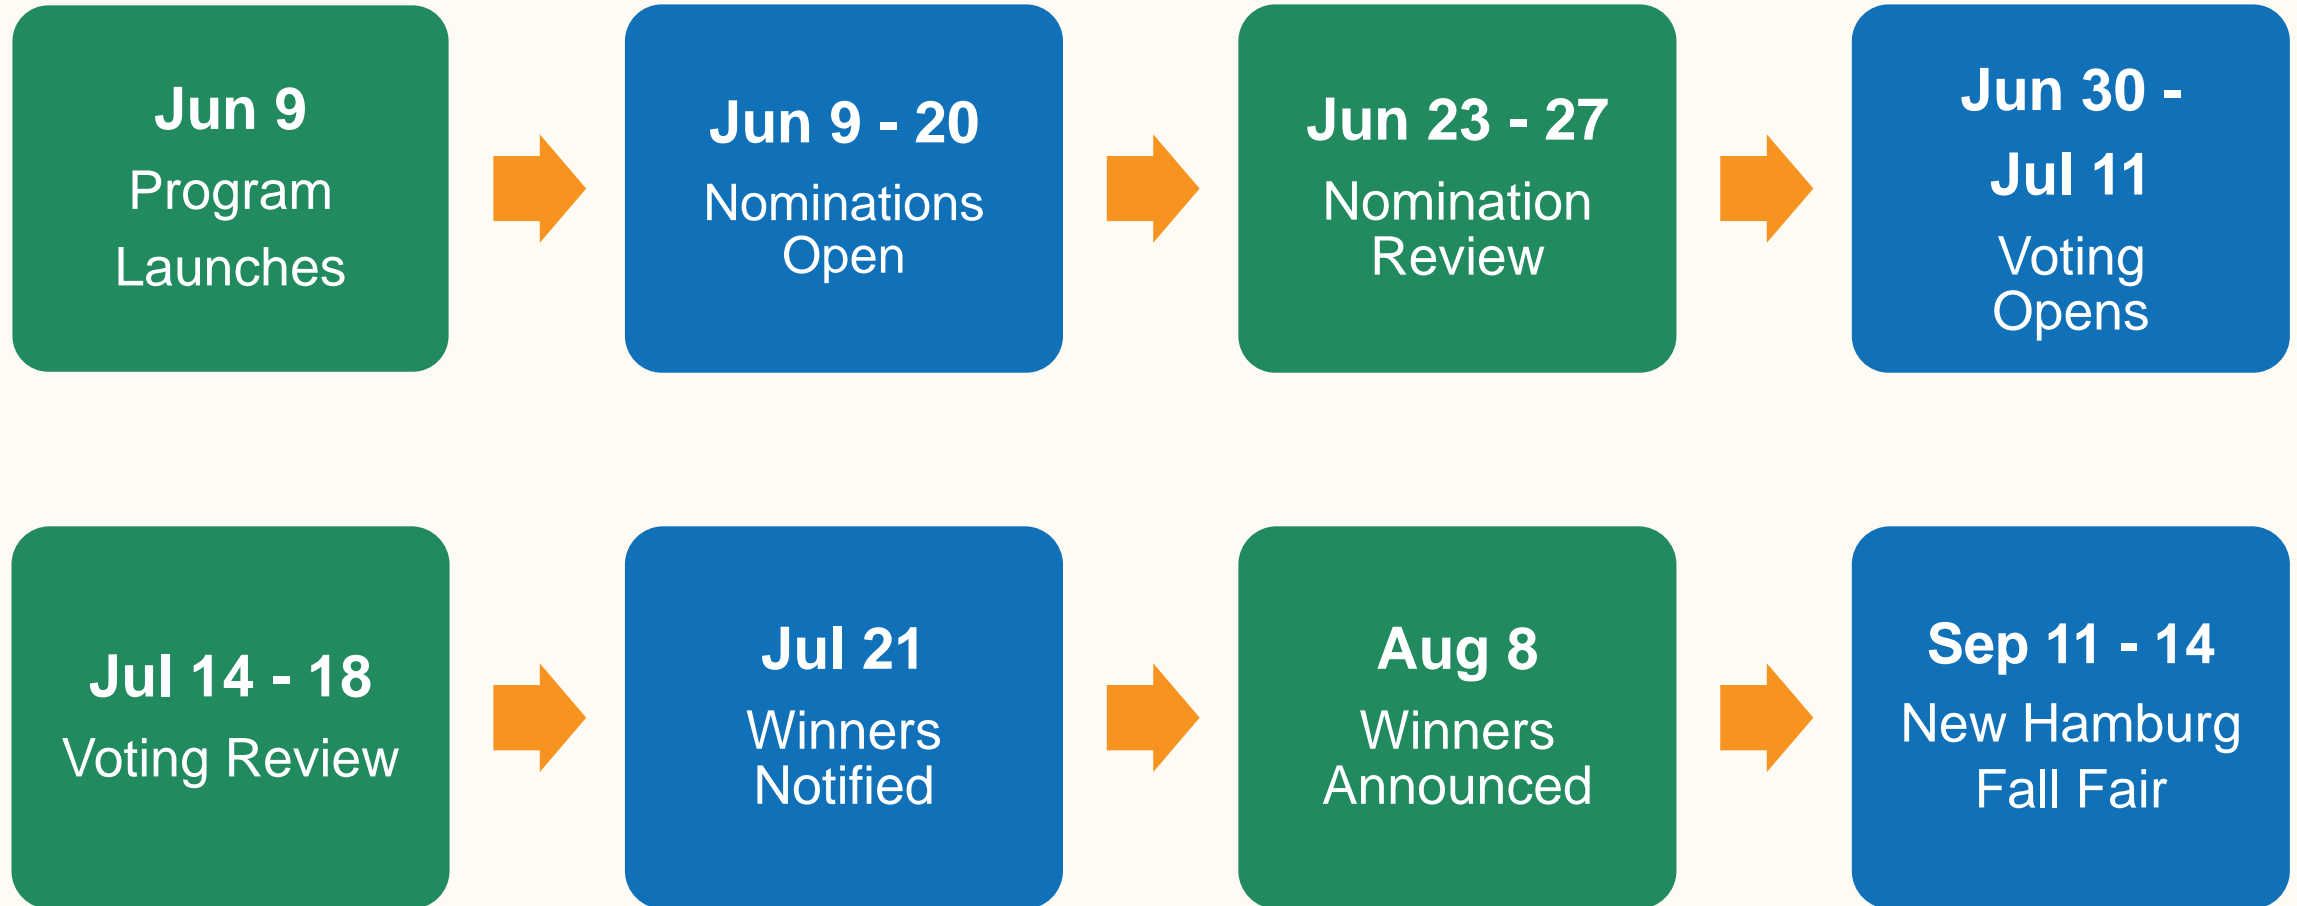 Jun 9
Program
Launches
Jun 9 - 20
Nominations
Open
Jun 23 - 27
Nomination
Review
Jun 30 -
Jul 11
Voting
Opens
Jul 14 - 18
Voting Review
Jul 21
Winners
Notified
Aug 8
Winners
Announced
Sep 11 - 14
New Hamburg
Fall Fair